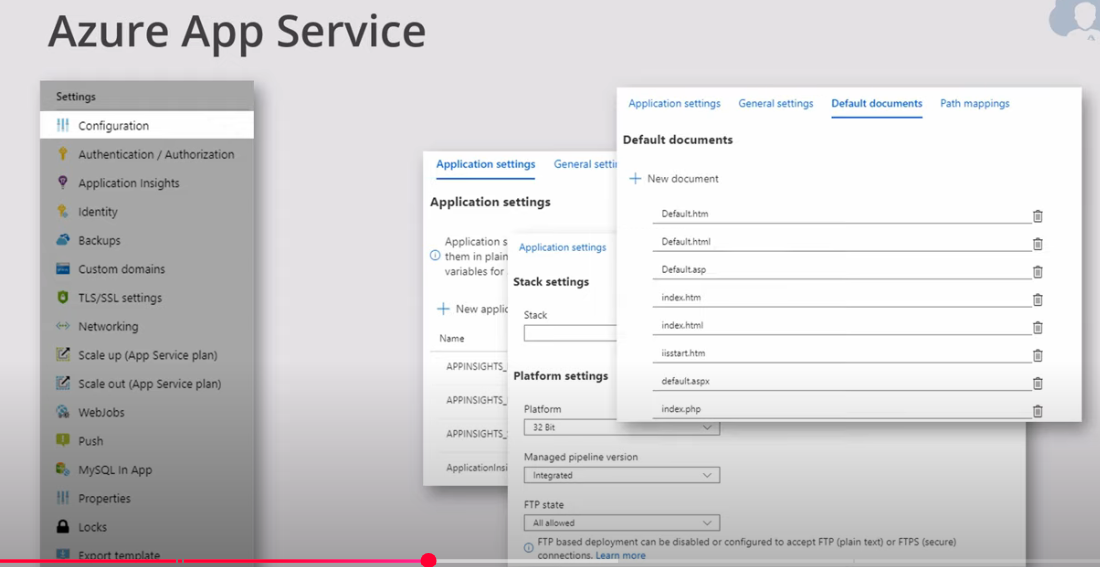 Azure App Service
Settings
Configuration
Authentication / Authorization
Application Insights
Identity
Backups
Custom domains
TLS/SSL settings
Networking
Scale up (App Service plan)
Scale out (App Service plan)
WebJobs
Push
MySQL In App
Properties
Locks
Export template
Application settings General settin
Application settings
Application s
them in plain
variables for
New applic
Name
APPINSIGHTS_
APPINSIGHTS_
APPINSIGHTS_
ApplicationInsi
Application settings
Stack settings
Stack
Platform settings
Platform
32 Bit
Managed pipeline version
Integrated
FTP state
All allowed
FTP based deployment can be disabled or configured to accept FTP (plain text) or FTPS (secure)
connections. Learn more
Application settings General settings Default documents Path mappings
Default documents
New document
Default.htm
Default.html
Default.asp
index.htm
index.html
iisstart.htm
default.aspx
index.php